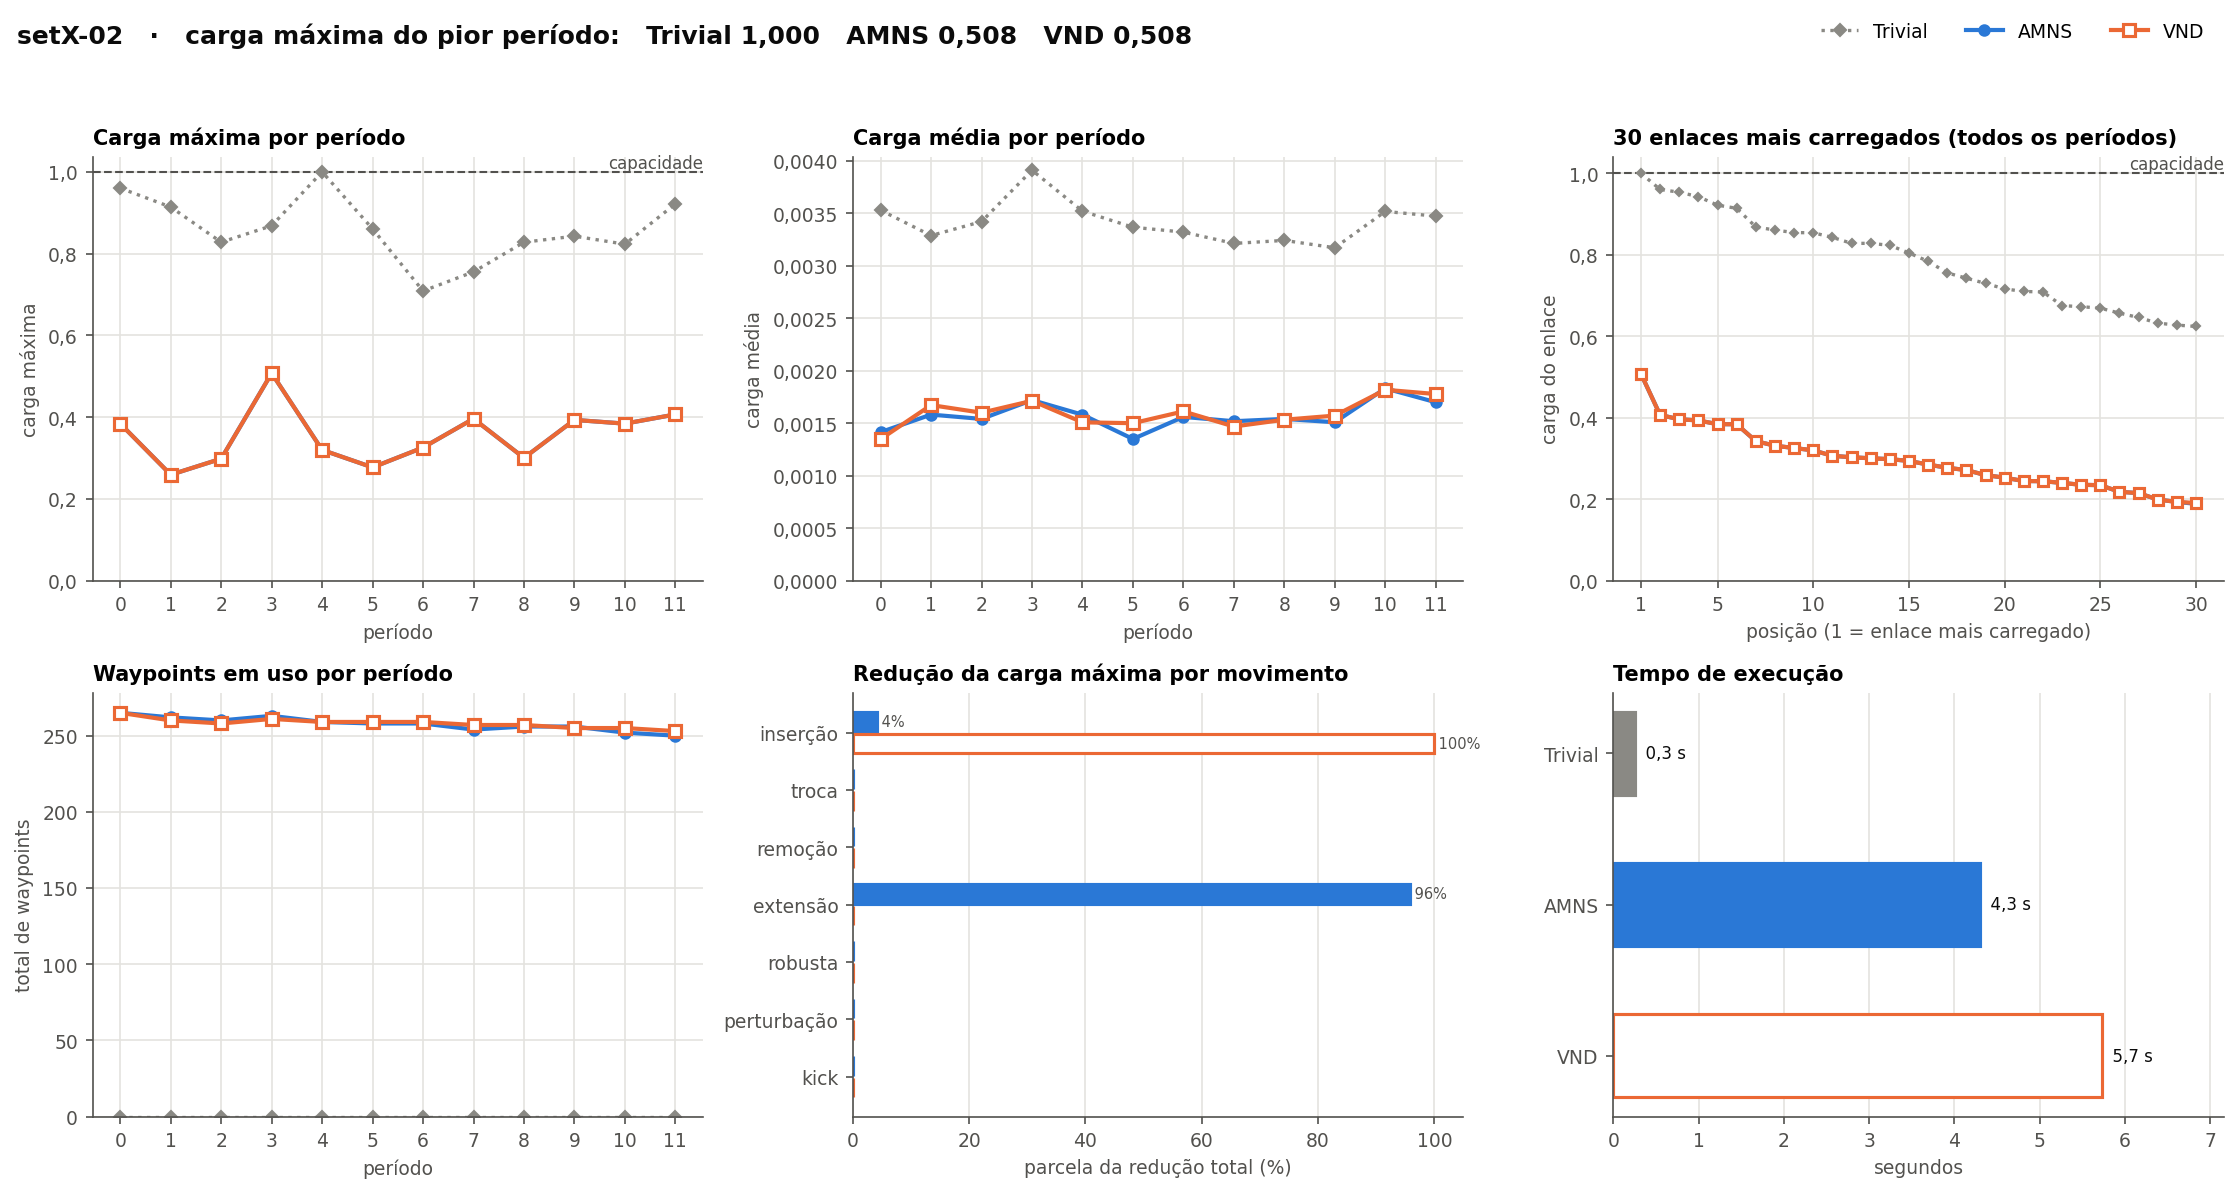 setX-02 · carga máxima do pior período: Trivial 1,000 AMNS 0,508 VND 0,508
Trivial AMNS VND
Carga máxima por período
capacidade
carga máxima
1,0
0,8
0,6
0,4
0,2
0,0
0 1 2 3 4 5 6 7 8 9 10 11
período
Carga média por período
carga média
0,0040
0,0035
0,0030
0,0025
0,0020
0,0015
0,0010
0,0005
0,0000
0 1 2 3 4 5 6 7 8 9 10 11
período
30 enlaces mais carregados (todos os períodos)
capacidade
carga do enlace
1,0
0,8
0,6
0,4
0,2
0,0
1 5 10 15 20 25 30
posição (1 = enlace mais carregado)
Waypoints em uso por período
total de waypoints
250
200
150
100
50
0
0 1 2 3 4 5 6 7 8 9 10 11
período
Redução da carga máxima por movimento
inserção 4%
100%
troca
remoção
extensão 96%
robusta
perturbação
kick
0 20 40 60 80 100
parcela da redução total (%)
Tempo de execução
Trivial 0,3 s
AMNS 4,3 s
VND 5,7 s
0 1 2 3 4 5 6 7
segundos